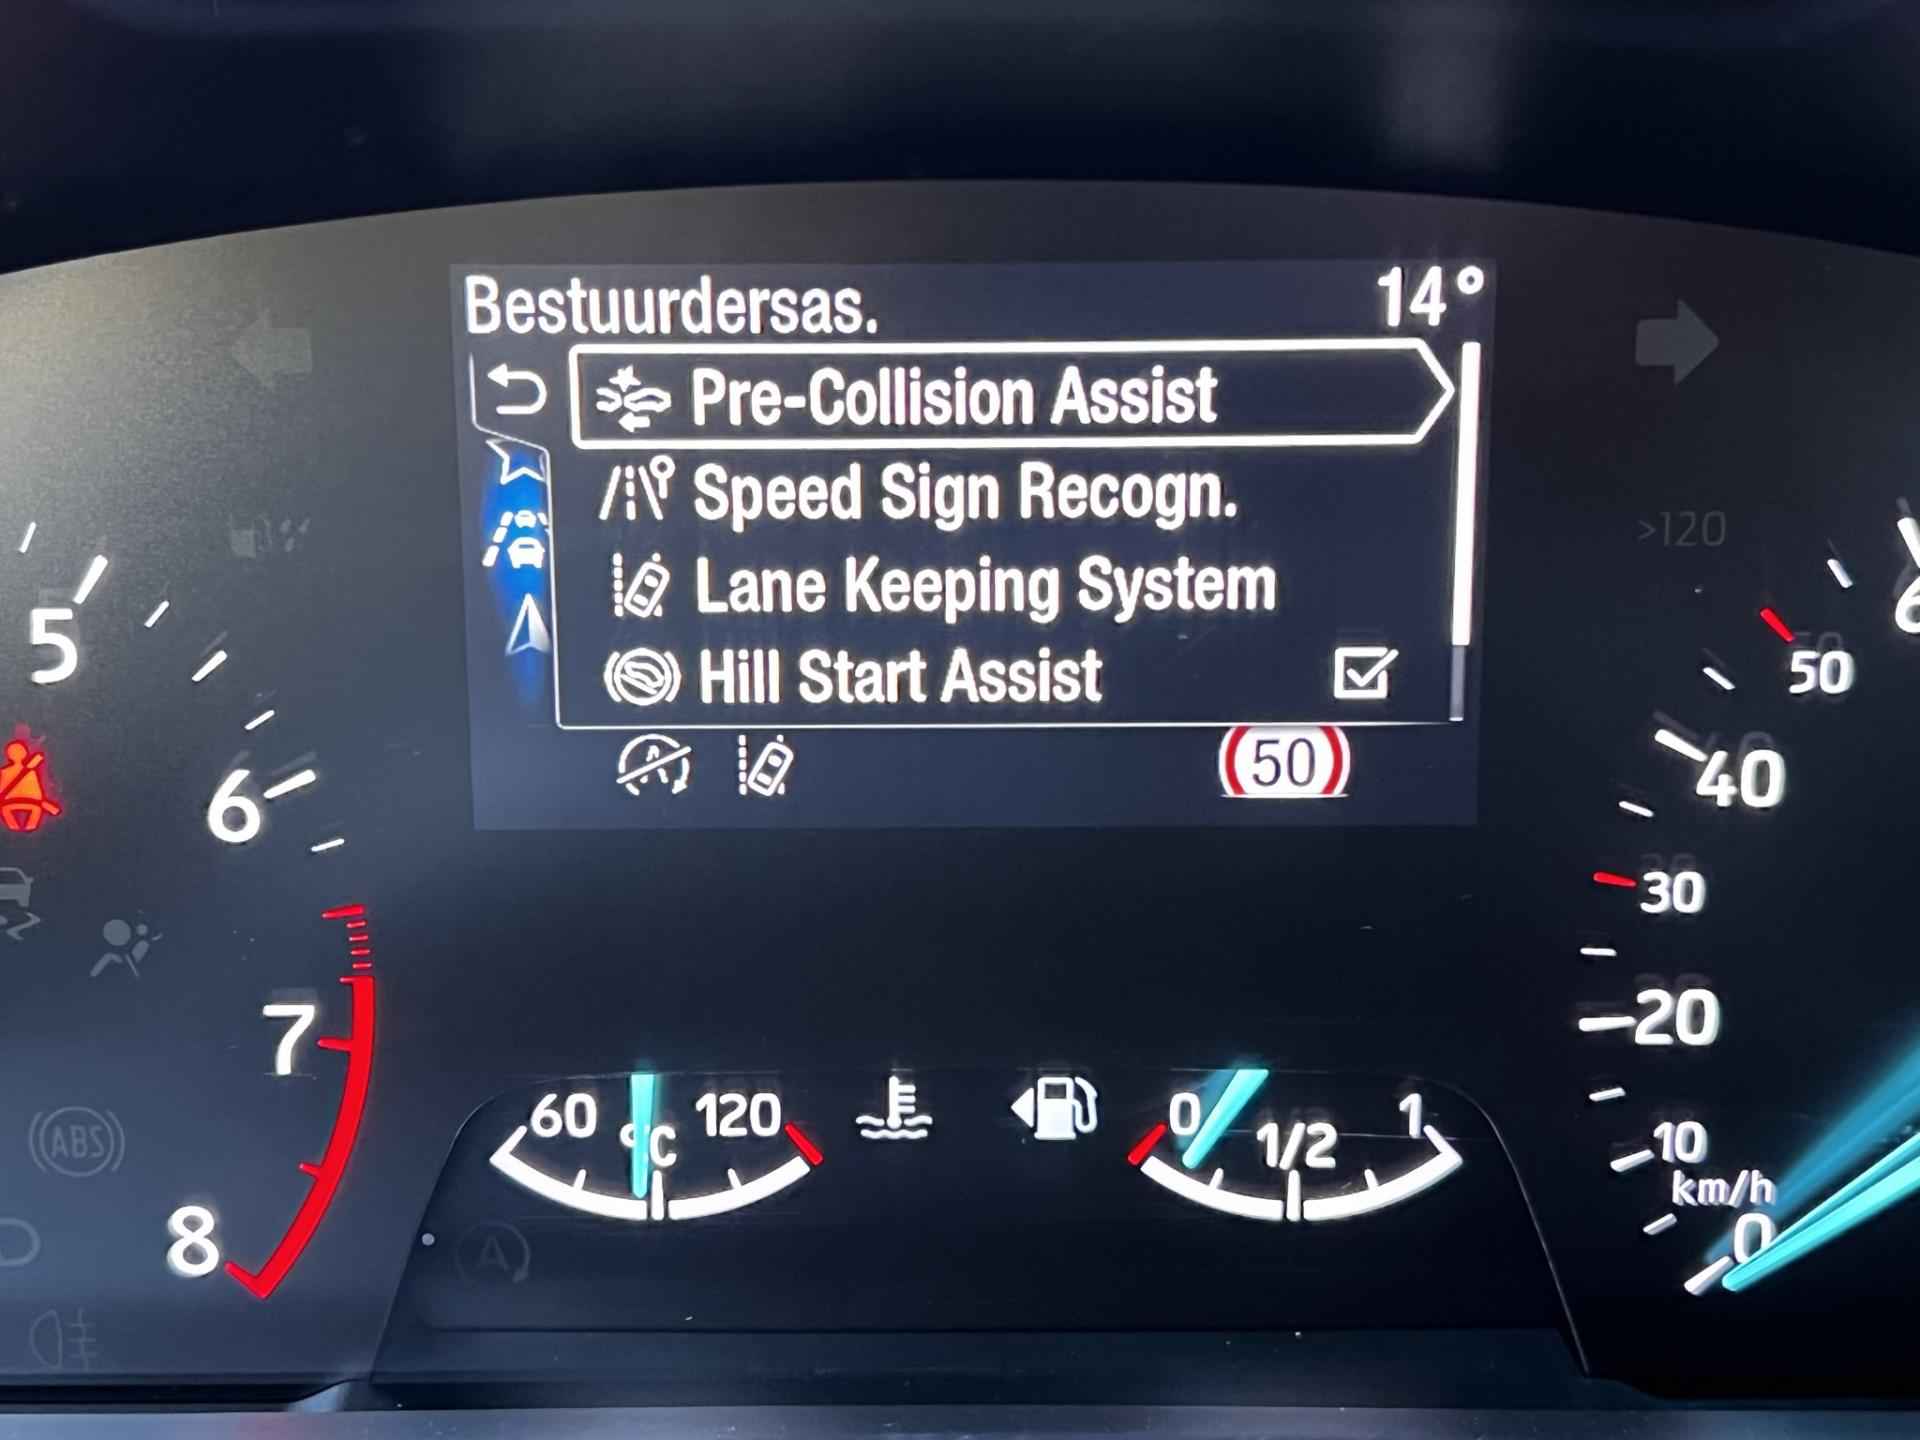 Bestuurdersas. 14°
Pre-Collision Assist
Speed Sign Recogn.
Lane Keeping System
Hill Start Assist
50
5
6
7
8
ABS
A
60 °C 120
0 1/2 1
>120
6
50
40
30
20
10
km/h
0